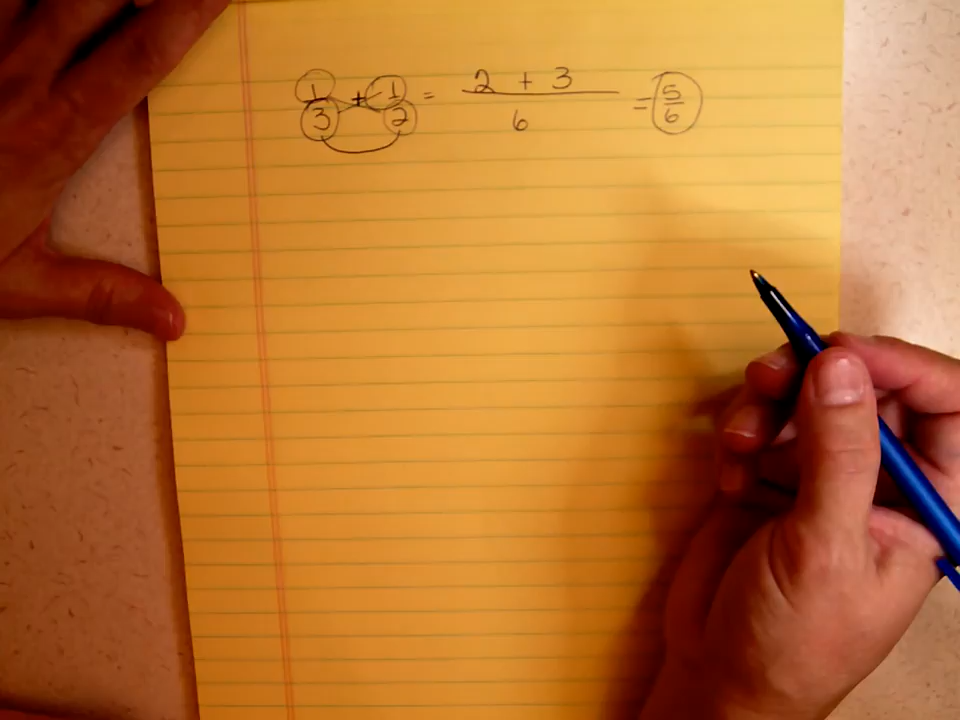 1/3 + 1/2 = (2 + 3)/6 = 5/6